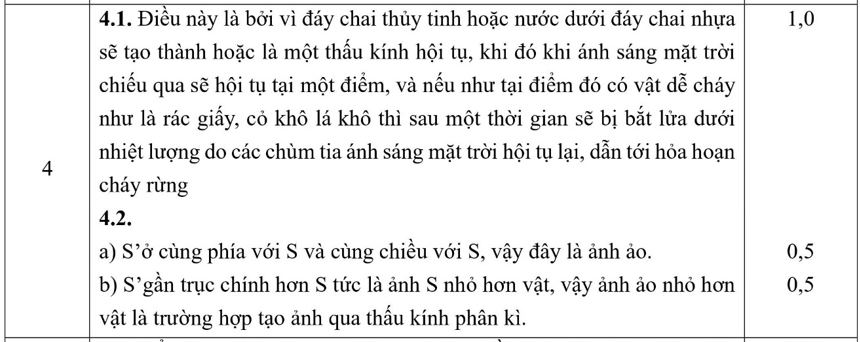 4.1. Điều này là bởi vì đáy chai thủy tinh hoặc nước dưới đáy chai nhựa 1,0
sẽ tạo thành hoặc là một thấu kính hội tụ, khi đó khi ánh sáng mặt trời
chiếu qua sẽ hội tụ tại một điểm, và nếu như tại điểm đó có vật dễ cháy
như là rác giấy, cỏ khô lá khô thì sau một thời gian sẽ bị bắt lửa dưới
nhiệt lượng do các chùm tia ánh sáng mặt trời hội tụ lại, dẫn tới hỏa hoạn
4
cháy rừng
4.2.
a) S’ở cùng phía với S và cùng chiều với S, vậy đây là ảnh ảo. 0,5
b) S’gần trục chính hơn S tức là ảnh S nhỏ hơn vật, vậy ảnh ảo nhỏ hơn 0,5
vật là trường hợp tạo ảnh qua thấu kính phân kì.